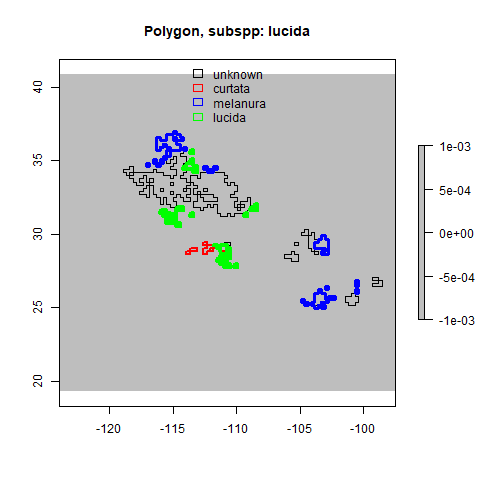 Polygon, subspp: lucida
unknown
curtata
melanura
lucida
40
35
30
25
20
-120 -115 -110 -105 -100
1e-03
5e-04
0e+00
-5e-04
-1e-03